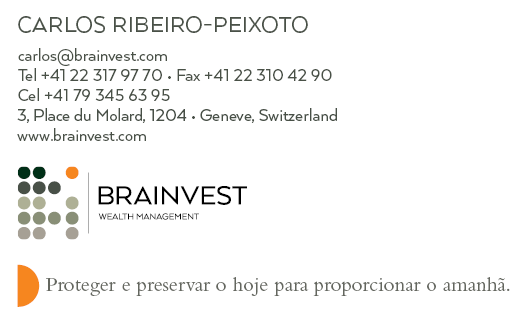 CARLOS RIBEIRO-PEIXOTO
carlos@brainvest.com
Tel +41 22 317 97 70 • Fax +41 22 310 42 90
Cel +41 79 345 63 95
3, Place du Molard, 1204 • Geneve, Switzerland
www.brainvest.com
BRAINVEST
WEALTH MANAGEMENT
Proteger e preservar o hoje para proporcionar o amanhã.